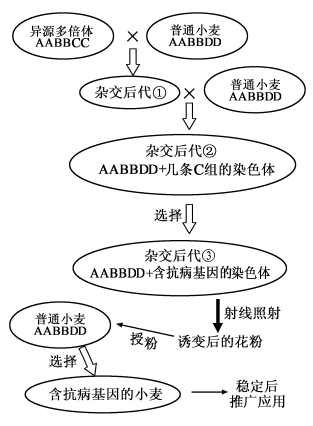 异源多倍体
AABBCC
×
普通小麦
AABBDD
杂交后代①
×
普通小麦
AABBDD
杂交后代②
AABBDD+几条C组的染色体
选择
杂交后代③
AABBDD+含抗病基因的染色体
射线照射
普通小麦
AABBDD
授粉
诱变后的花粉
选择
含抗病基因的小麦
稳定后
推广应用